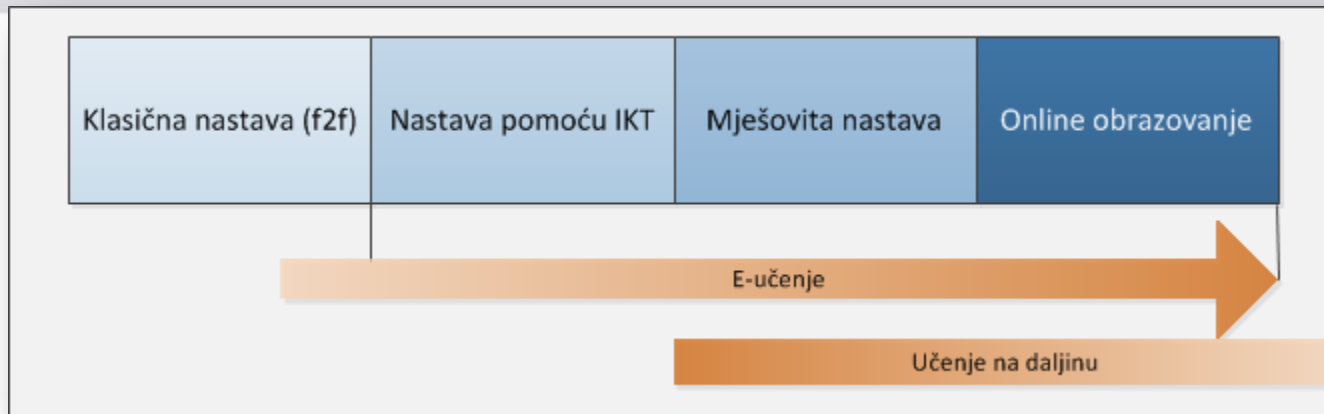 Klasična nastava (f2f)
Nastava pomoću IKT
Mješovita nastava
Online obrazovanje
E-učenje
Učenje na daljinu